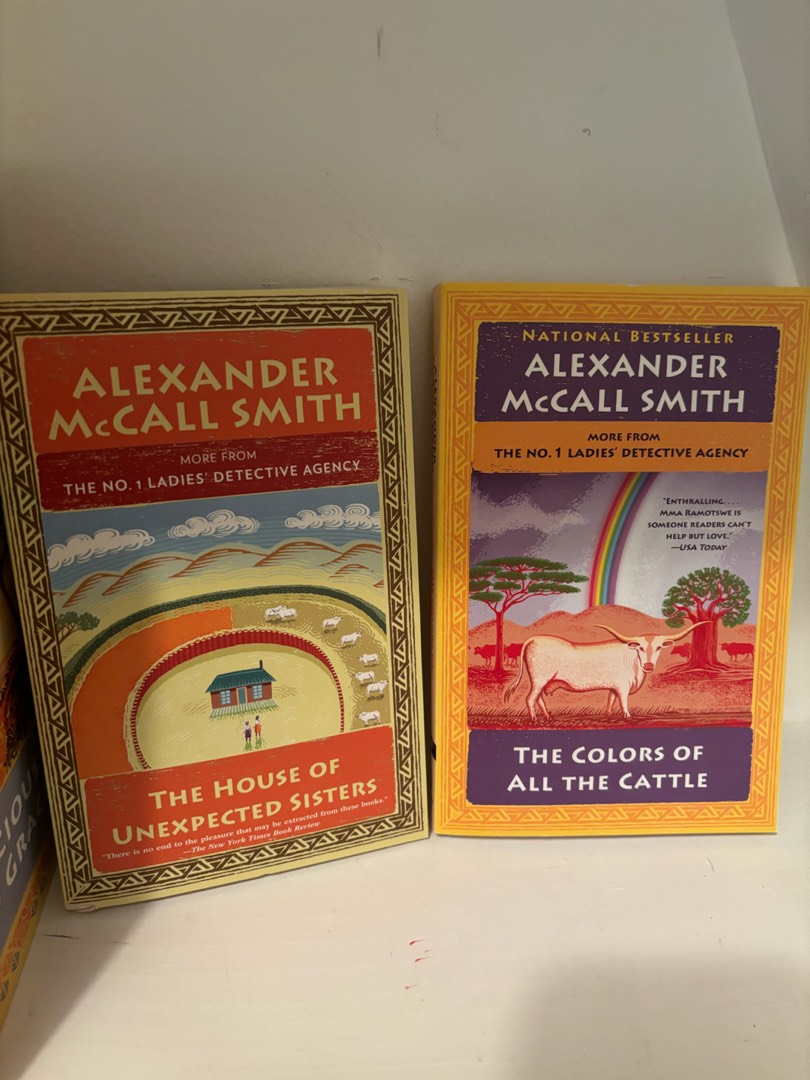 ALEXANDER
McCALL SMITH
MORE FROM
THE NO. 1 LADIES' DETECTIVE AGENCY
THE HOUSE OF
UNEXPECTED SISTERS
"There is no end to the pleasure that may be extracted from these books."
—The New York Times Book Review
NATIONAL BESTSELLER
ALEXANDER
McCALL SMITH
MORE FROM
THE NO. 1 LADIES' DETECTIVE AGENCY
"ENTHRALLING. . . .
MMA RAMOTSWE IS
SOMEONE READERS CAN'T
HELP BUT LOVE."
—USA TODAY
THE COLORS OF
ALL THE CATTLE